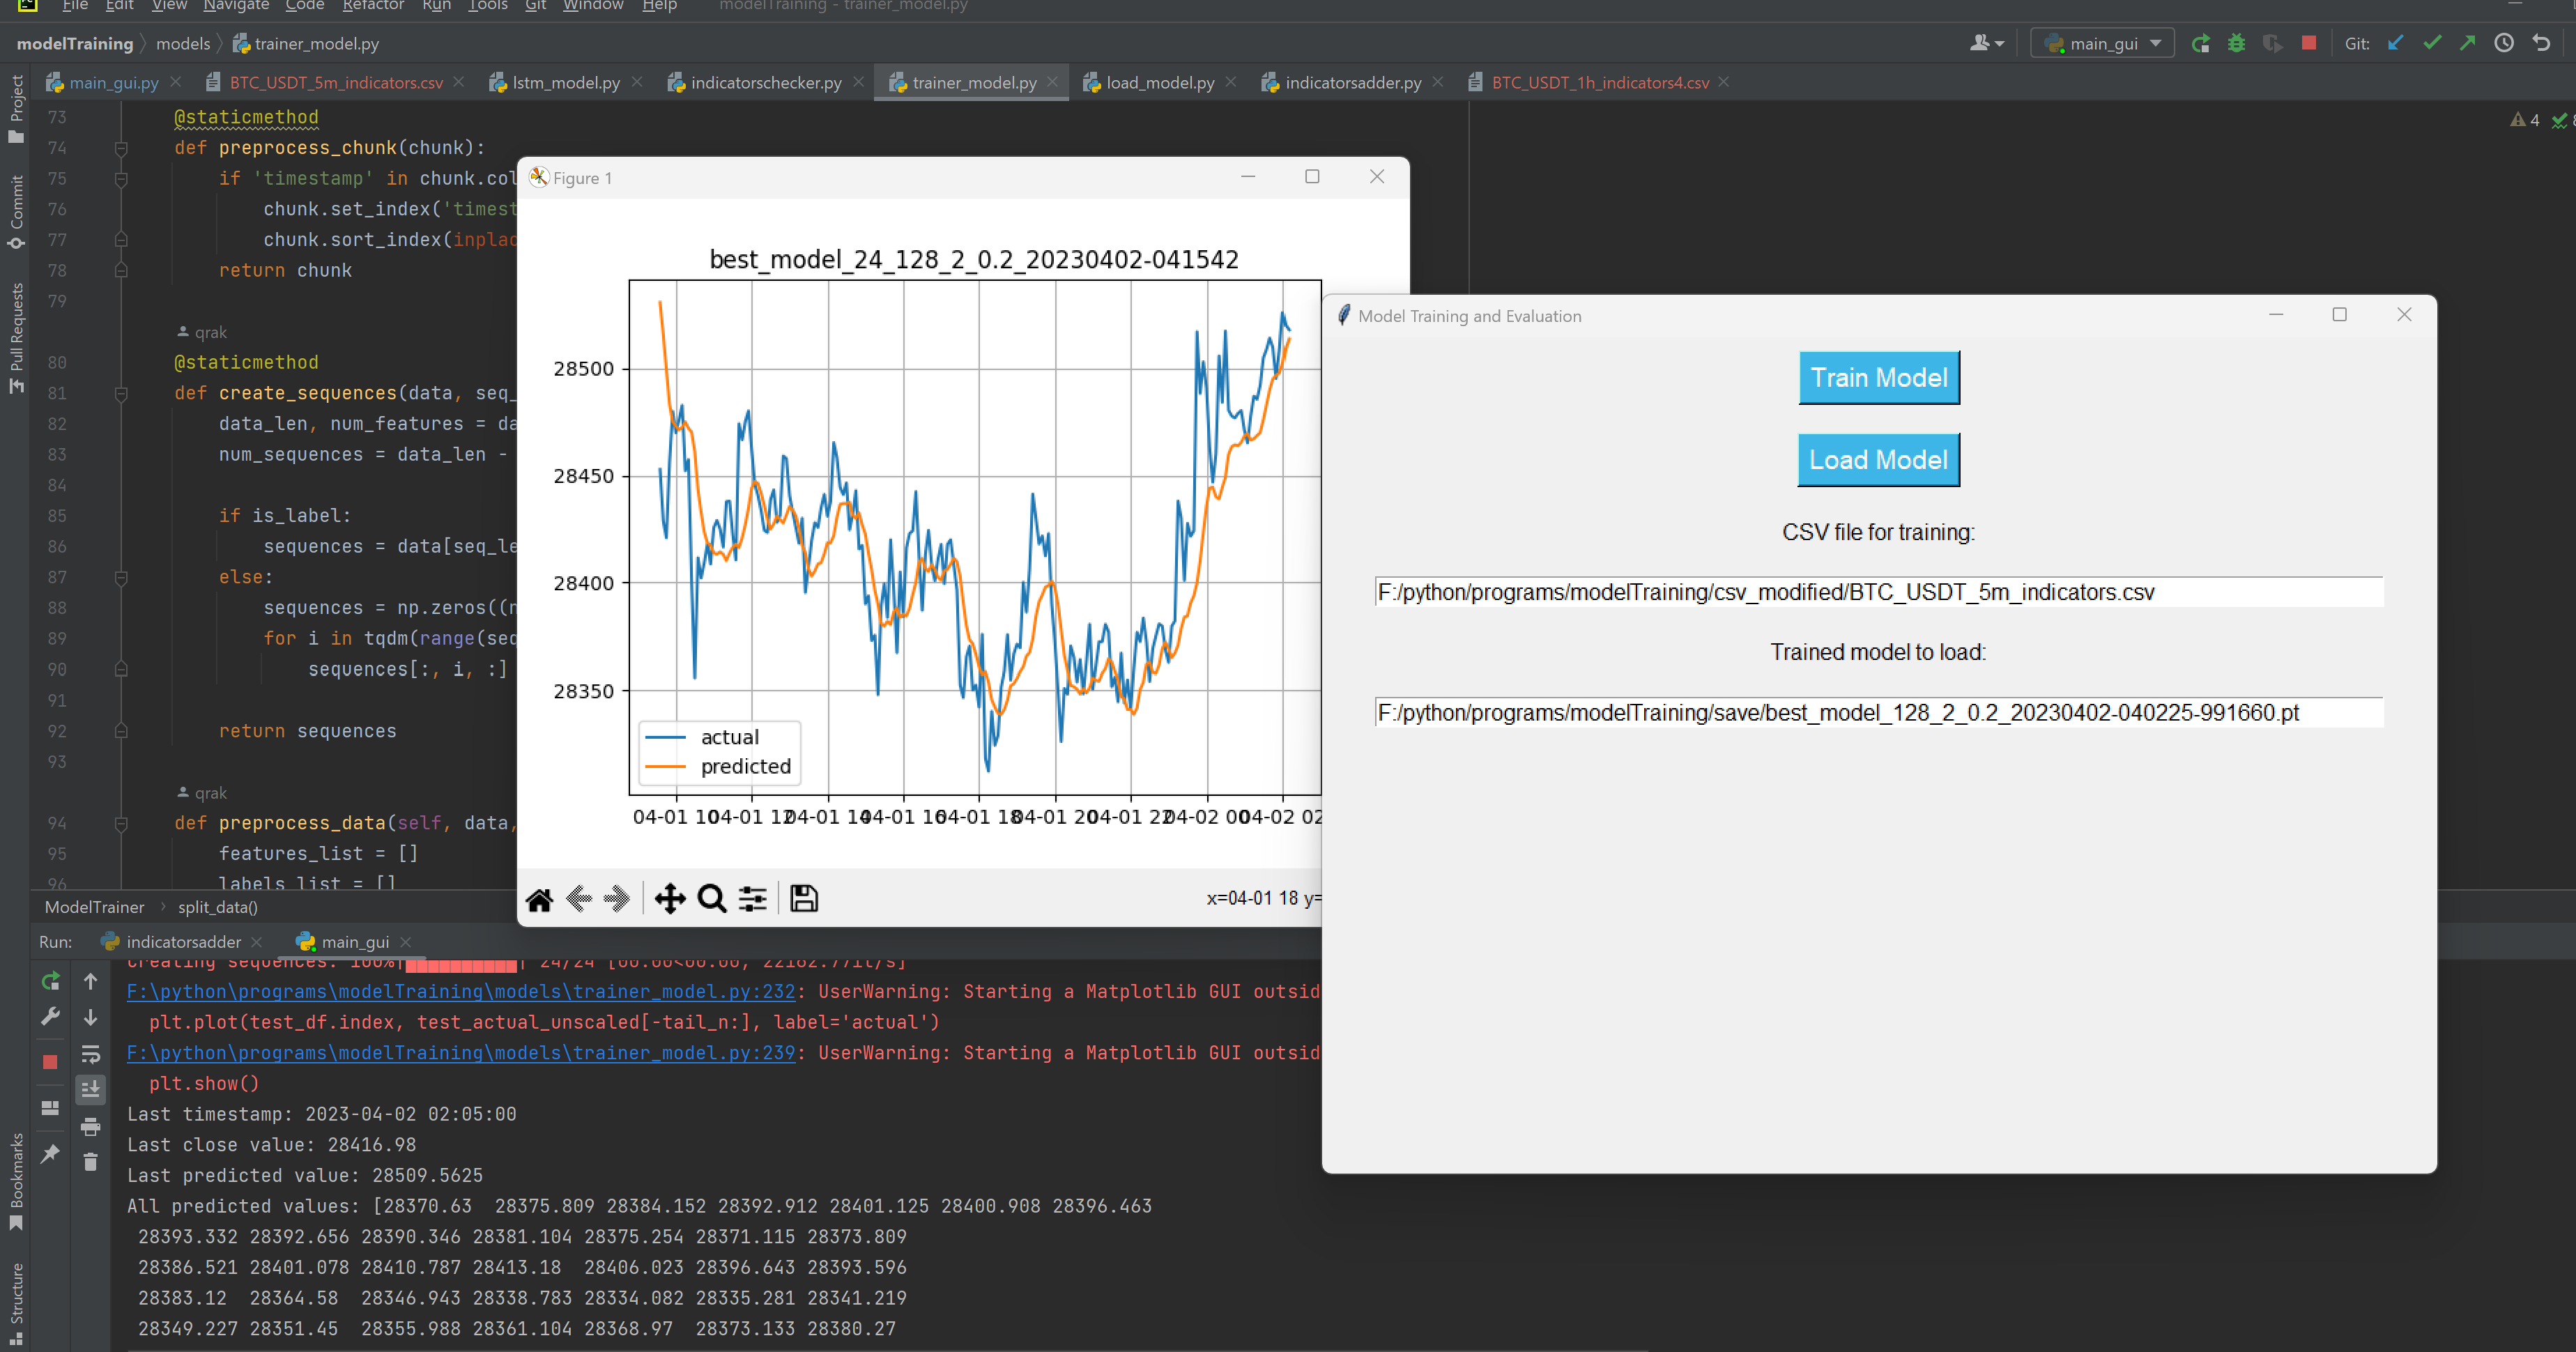 File Edit View Navigate Code Refactor Run Tools Git Window Help modelTraining - trainer_model.py
modelTraining models trainer_model.py
main_gui Git:
main_gui.py BTC_USDT_5m_indicators.csv lstm_model.py indicatorschecker.py trainer_model.py load_model.py indicatorsadder.py BTC_USDT_1h_indicators4.csv
Project
Commit
Pull Requests
Bookmarks
Structure
4
73 @staticmethod
74 def preprocess_chunk(chunk):
75 if 'timestamp' in chunk.col
76 chunk.set_index('timest
77 chunk.sort_index(inplac
78 return chunk
79
qrak
80 @staticmethod
81 def create_sequences(data, seq_
82 data_len, num_features = da
83 num_sequences = data_len -
84
85 if is_label:
86 sequences = data[seq_le
87 else:
88 sequences = np.zeros((n
89 for i in tqdm(range(seq
90 sequences[:, i, :]
91
92 return sequences
93
qrak
94 def preprocess_data(self, data,
95 features_list = []
96 labels_list = []
ModelTrainer split_data()
Figure 1
best_model_24_128_2_0.2_20230402-041542
28500
28450
28400
28350
actual
predicted
04-01 10 04-01 12 04-01 14 04-01 16 04-01 18 04-01 20 04-01 22 04-02 00 04-02 02
x=04-01 18 y=
Model Training and Evaluation
Train Model
Load Model
CSV file for training:
F:/python/programs/modelTraining/csv_modified/BTC_USDT_5m_indicators.csv
Trained model to load:
F:/python/programs/modelTraining/save/best_model_128_2_0.2_20230402-040225-991660.pt
Run: indicatorsadder main_gui
Creating sequences: 100%| 24/24 [00:00<00:00,
F:\python\programs\modelTraining\models\trainer_model.py:232: UserWarning: Starting a Matplotlib GUI outsid
plt.plot(test_df.index, test_actual_unscaled[-tail_n:], label='actual')
F:\python\programs\modelTraining\models\trainer_model.py:239: UserWarning: Starting a Matplotlib GUI outsid
plt.show()
Last timestamp: 2023-04-02 02:05:00
Last close value: 28416.98
Last predicted value: 28509.5625
All predicted values: [28370.63 28375.809 28384.152 28392.912 28401.125 28400.908 28396.463
28393.332 28392.656 28390.346 28381.104 28375.254 28371.115 28373.809
28386.521 28401.078 28410.787 28413.18 28406.023 28396.643 28393.596
28383.12 28364.58 28346.943 28338.783 28334.082 28335.281 28341.219
28349.227 28351.45 28355.988 28361.104 28368.97 28373.133 28380.27